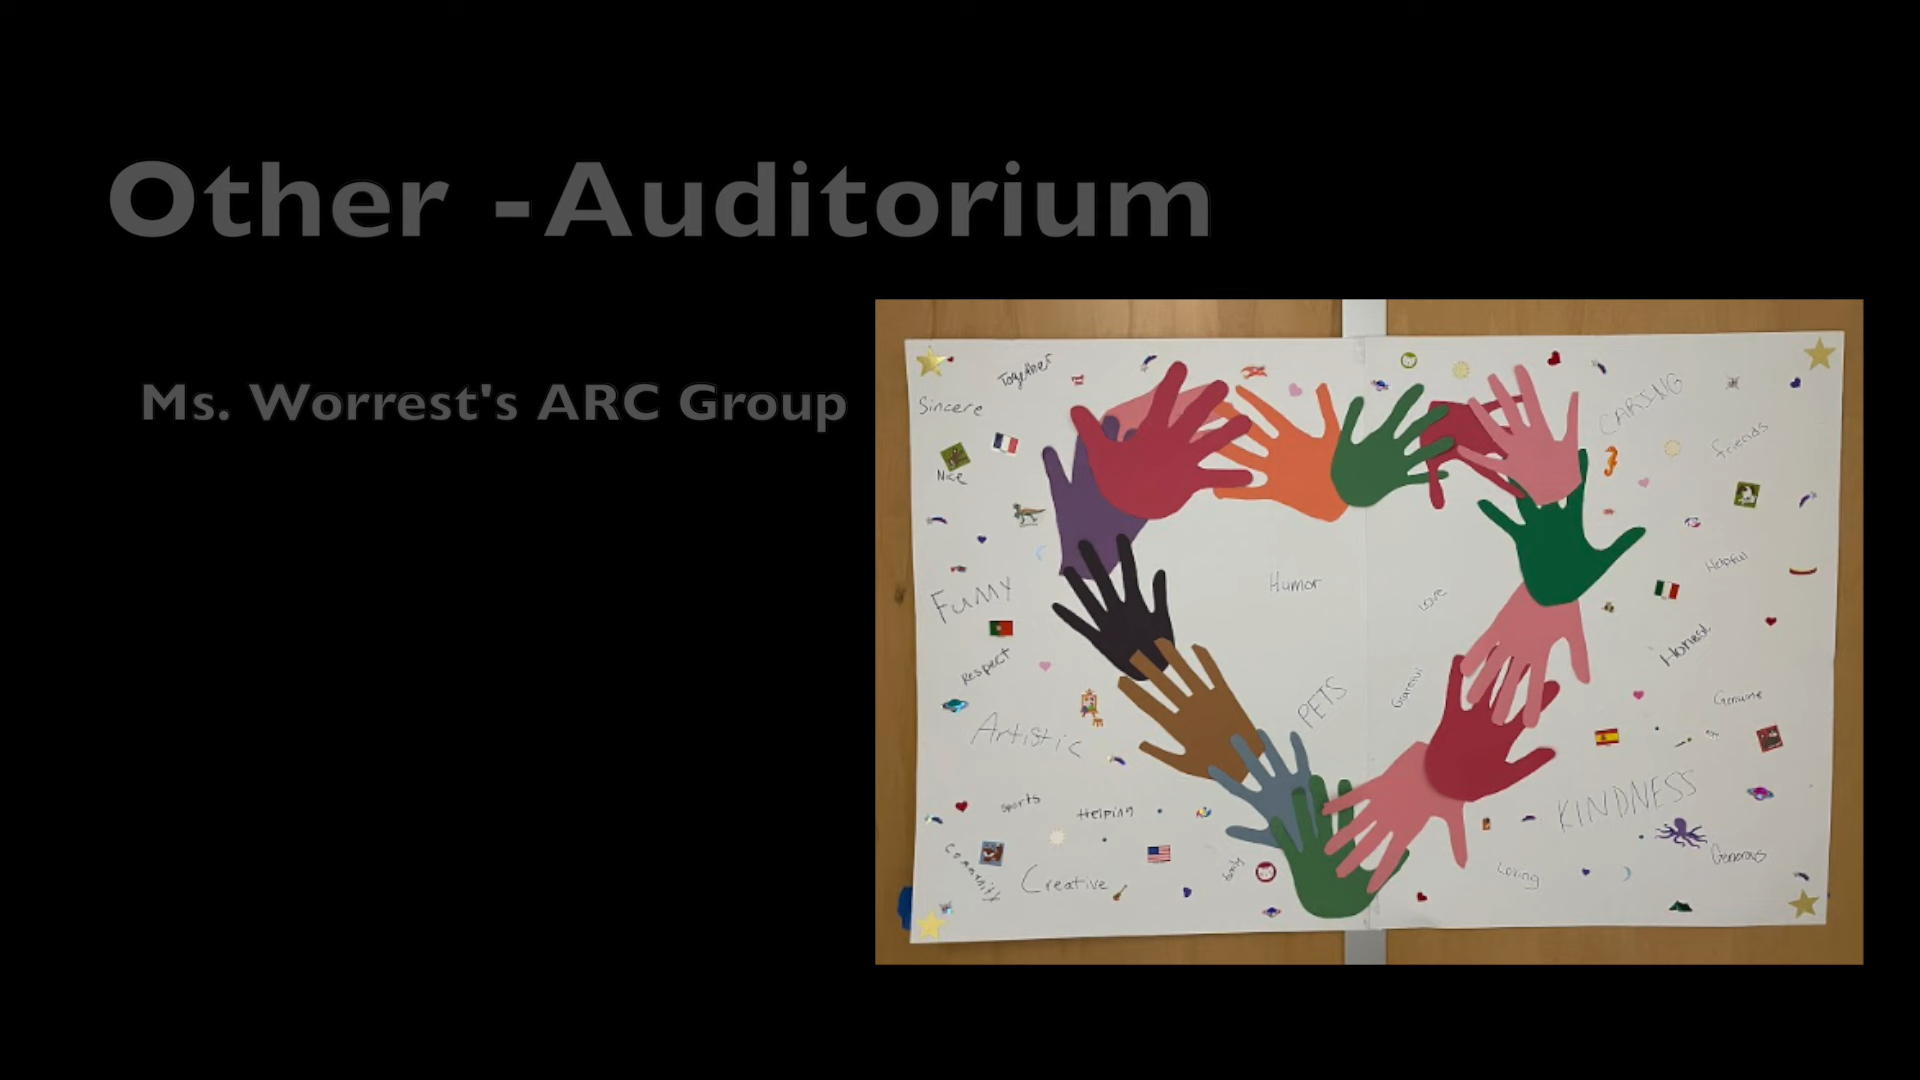 Other -Auditorium
Ms. Worrest's ARC Group
Together
Sincere
Nice
Funny
Respect
Artistic
sports
Helping
Community
Creative
Humor
Love
PETS
Grateful
CARING
friends
Helpful
Honest
Genuine
KINDNESS
Generous
Loving